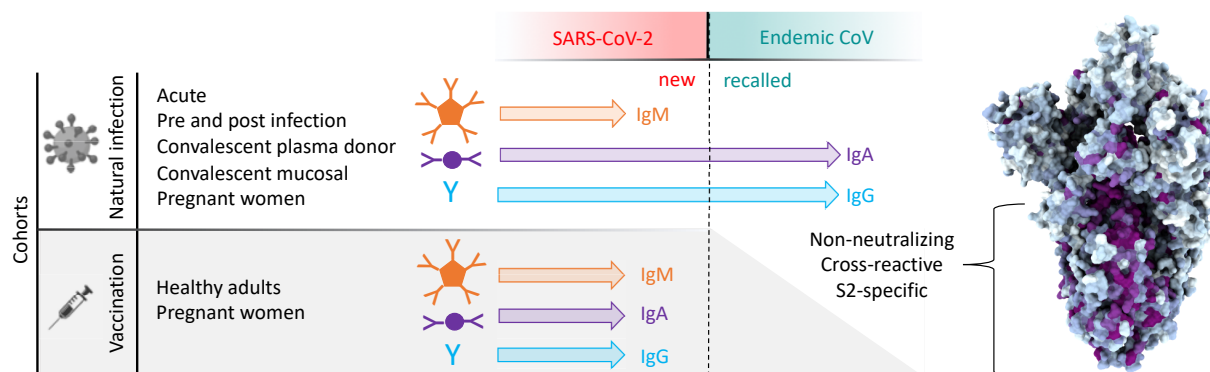 SARS-CoV-2
Endemic CoV
new
recalled
Cohorts
Natural infection
Acute
Pre and post infection
Convalescent plasma donor
Convalescent mucosal
Pregnant women
IgM
IgA
IgG
Vaccination
Healthy adults
Pregnant women
IgM
IgA
IgG
Non-neutralizing
Cross-reactive
S2-specific